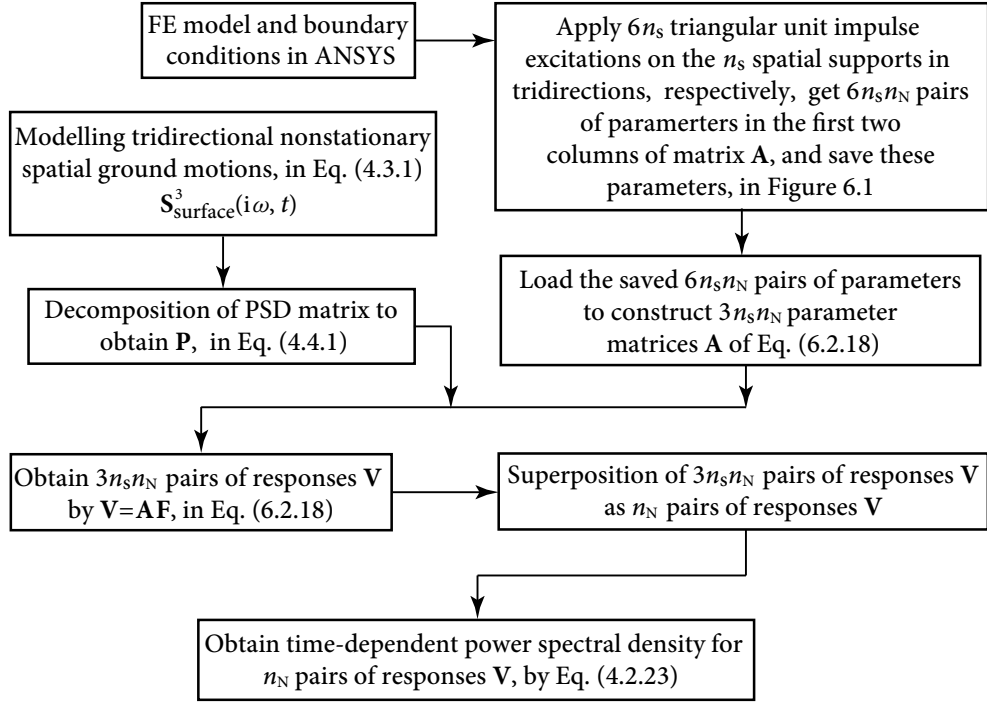 FE model and boundary
conditions in ANSYS
Apply 6nₛ triangular unit impulse
excitations on the nₛ spatial supports in
tridirections, respectively, get 6nₛn_N pairs
of paramerters in the first two
columns of matrix A, and save these
parameters, in Figure 6.1
Modelling tridirectional nonstationary
spatial ground motions, in Eq. (4.3.1)
S³_surface(iω, t)
Load the saved 6nₛn_N pairs of parameters
to construct 3nₛn_N parameter
matrices A of Eq. (6.2.18)
Decomposition of PSD matrix to
obtain P, in Eq. (4.4.1)
Obtain 3nₛn_N pairs of responses V
by V=AF, in Eq. (6.2.18)
Superposition of 3nₛn_N pairs of responses V
as n_N pairs of responses V
Obtain time-dependent power spectral density for
n_N pairs of responses V, by Eq. (4.2.23)